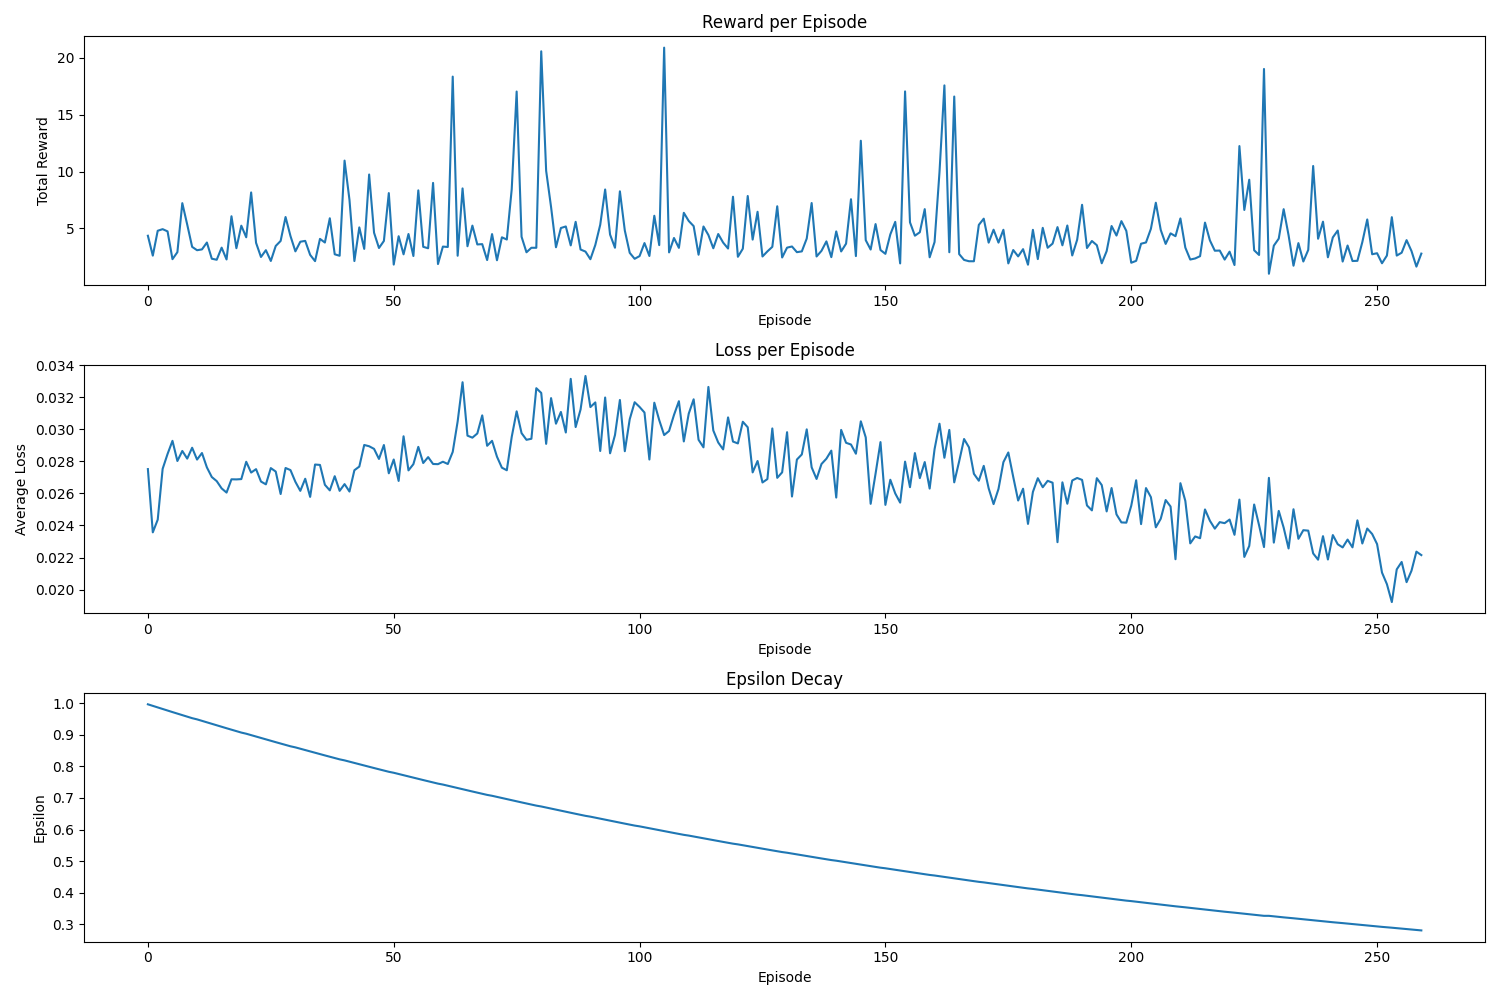 Reward per Episode
Total Reward
20
15
10
5
0 50 100 150 200 250
Episode
Loss per Episode
Average Loss
0.034
0.032
0.030
0.028
0.026
0.024
0.022
0.020
0 50 100 150 200 250
Episode
Epsilon Decay
Epsilon
1.0
0.9
0.8
0.7
0.6
0.5
0.4
0.3
0 50 100 150 200 250
Episode